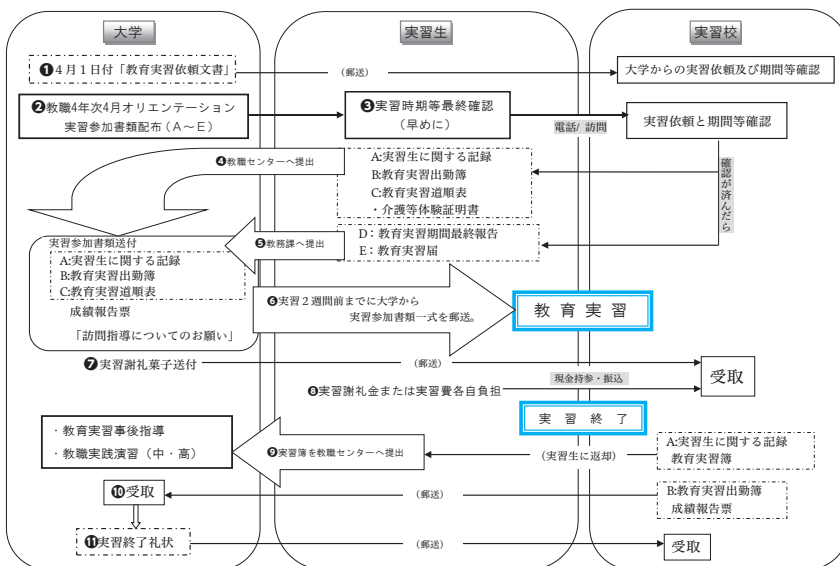 大学
実習生
実習校
❶４月１日付「教育実習依頼文書」
(郵送)
大学からの実習依頼及び期間等確認
❷教職4年次4月オリエンテーション
実習参加書類配布（Ａ～Ｅ）
❸実習時期等最終確認
（早めに）
電話/ 訪問
実習依頼と期間等確認
❹教職センターへ提出
A:実習生に関する記録
B:教育実習出勤簿
C:教育実習道順表
・介護等体験証明書
確認が済んだら
❺教務課へ提出
D：教育実習期間最終報告
E：教育実習届
実習参加書類送付
A:実習生に関する記録
B:教育実習出勤簿
C:教育実習道順表
成績報告票
「訪問指導についてのお願い」
❻実習２週間前までに大学から
実習参加書類一式を郵送。
教 育 実 習
❼実習謝礼菓子送付
(郵送)
受取
❽実習謝礼金または実習費各自負担
現金持参・振込
実 習 終 了
・教育実習事後指導
・教職実践演習（中・高）
❾実習簿を教職センターへ提出
(実習生に返却)
A:実習生に関する記録
教育実習簿
❿受取
(郵送)
B:教育実習出勤簿
成績報告票
⓫実習終了礼状
(郵送)
受取